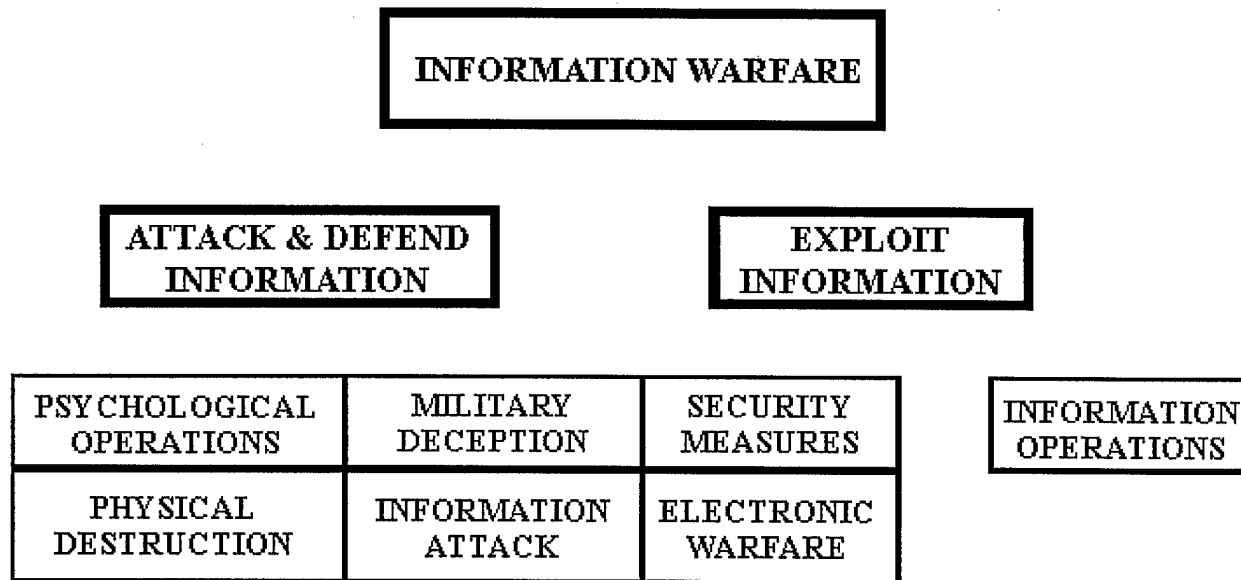 INFORMATION WARFARE
ATTACK & DEFEND
INFORMATION
EXPLOIT
INFORMATION
PSYCHOLOGICAL
OPERATIONS
MILITARY
DECEPTION
SECURITY
MEASURES
INFORMATION
OPERATIONS
PHYSICAL
DESTRUCTION
INFORMATION
ATTACK
ELECTRONIC
WARFARE